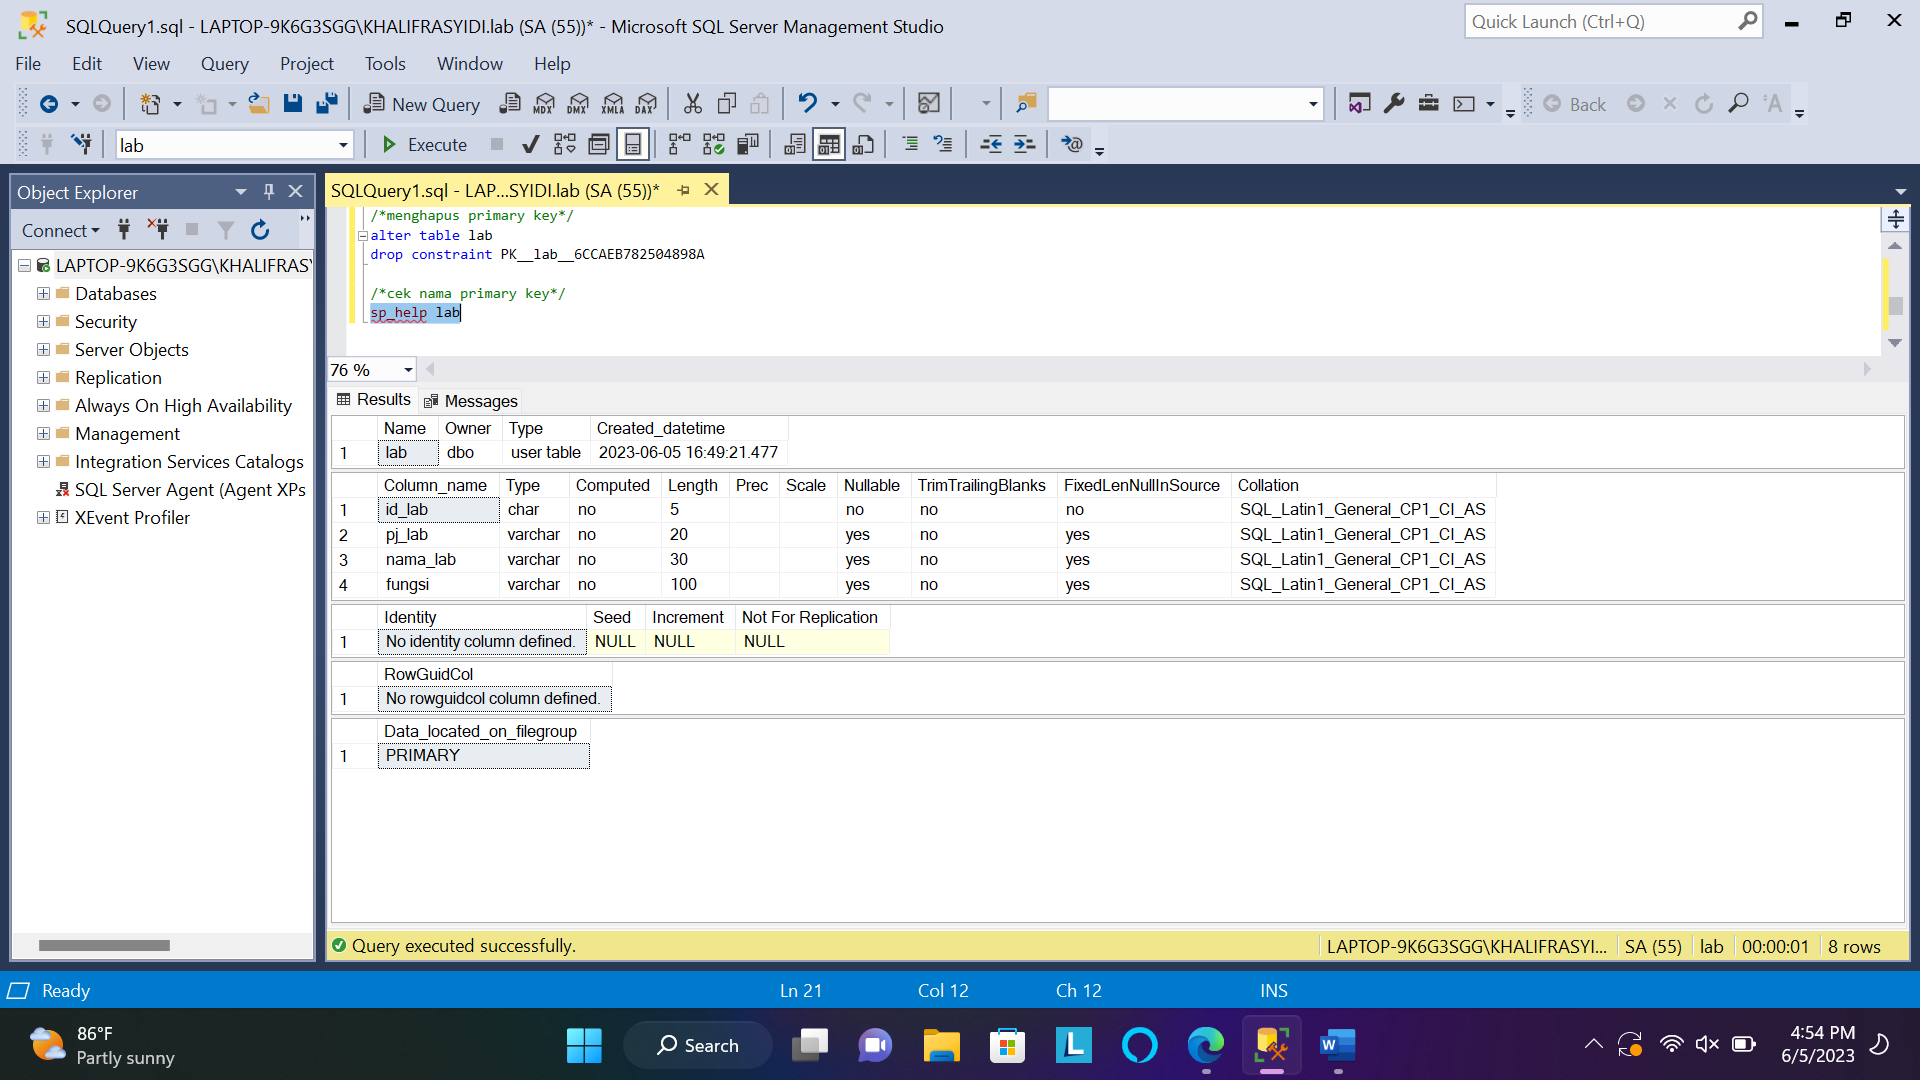 SQLQuery1.sql - LAPTOP-9K6G3SGG\KHALIFRASYIDI.lab (SA (55))* - Microsoft SQL Server Management Studio
Quick Launch (Ctrl+Q)
File Edit View Query Project Tools Window Help
New Query MDX DMX XMLA DAX Back
lab Execute
Object Explorer
SQLQuery1.sql - LAP...SYIDI.lab (SA (55))*
Connect
LAPTOP-9K6G3SGG\KHALIFRASY
Databases
Security
Server Objects
Replication
Always On High Availability
Management
Integration Services Catalogs
SQL Server Agent (Agent XPs
XEvent Profiler
/*menghapus primary key*/
alter table lab
drop constraint PK__lab__6CCAEB782504898A
/*cek nama primary key*/
sp_help lab
76 %
Results Messages
Name Owner Type Created_datetime
1 lab dbo user table 2023-06-05 16:49:21.477
Column_name Type Computed Length Prec Scale Nullable TrimTrailingBlanks FixedLenNullInSource Collation
1 id_lab char no 5 no no no SQL_Latin1_General_CP1_CI_AS
2 pj_lab varchar no 20 yes no yes SQL_Latin1_General_CP1_CI_AS
3 nama_lab varchar no 30 yes no yes SQL_Latin1_General_CP1_CI_AS
4 fungsi varchar no 100 yes no yes SQL_Latin1_General_CP1_CI_AS
Identity Seed Increment Not For Replication
1 No identity column defined. NULL NULL NULL
RowGuidCol
1 No rowguidcol column defined.
Data_located_on_filegroup
1 PRIMARY
Query executed successfully. LAPTOP-9K6G3SGG\KHALIFRASYI... SA (55) lab 00:00:01 8 rows
Ready Ln 21 Col 12 Ch 12 INS
86°F
Partly sunny
Search
4:54 PM
6/5/2023